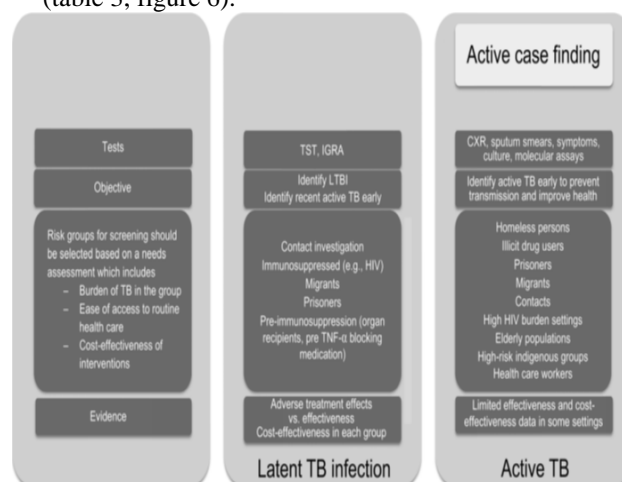 (table 3, figure 6).
Active case finding
Tests
Objective
Risk groups for screening should
be selected based on a needs
assessment which includes
– Burden of TB in the group
– Ease of access to routine
health care
– Cost-effectiveness of
interventions
Evidence
TST, IGRA
Identify LTBI
Identify recent active TB early
Contact investigation
Immunosuppressed (e.g., HIV)
Migrants
Prisoners
Pre-immunosuppression (organ
recipients, pre TNF-α blocking
medication)
Adverse treatment effects
vs. effectiveness
Cost-effectiveness in each group
Latent TB infection
CXR, sputum smears, symptoms,
culture, molecular assays
Identify active TB early to prevent
transmission and improve health
Homeless persons
Illicit drug users
Prisoners
Migrants
Contacts
High HIV burden settings
Elderly populations
High-risk indigenous groups
Health care workers
Limited effectiveness and cost-
effectiveness data in some settings
Active TB